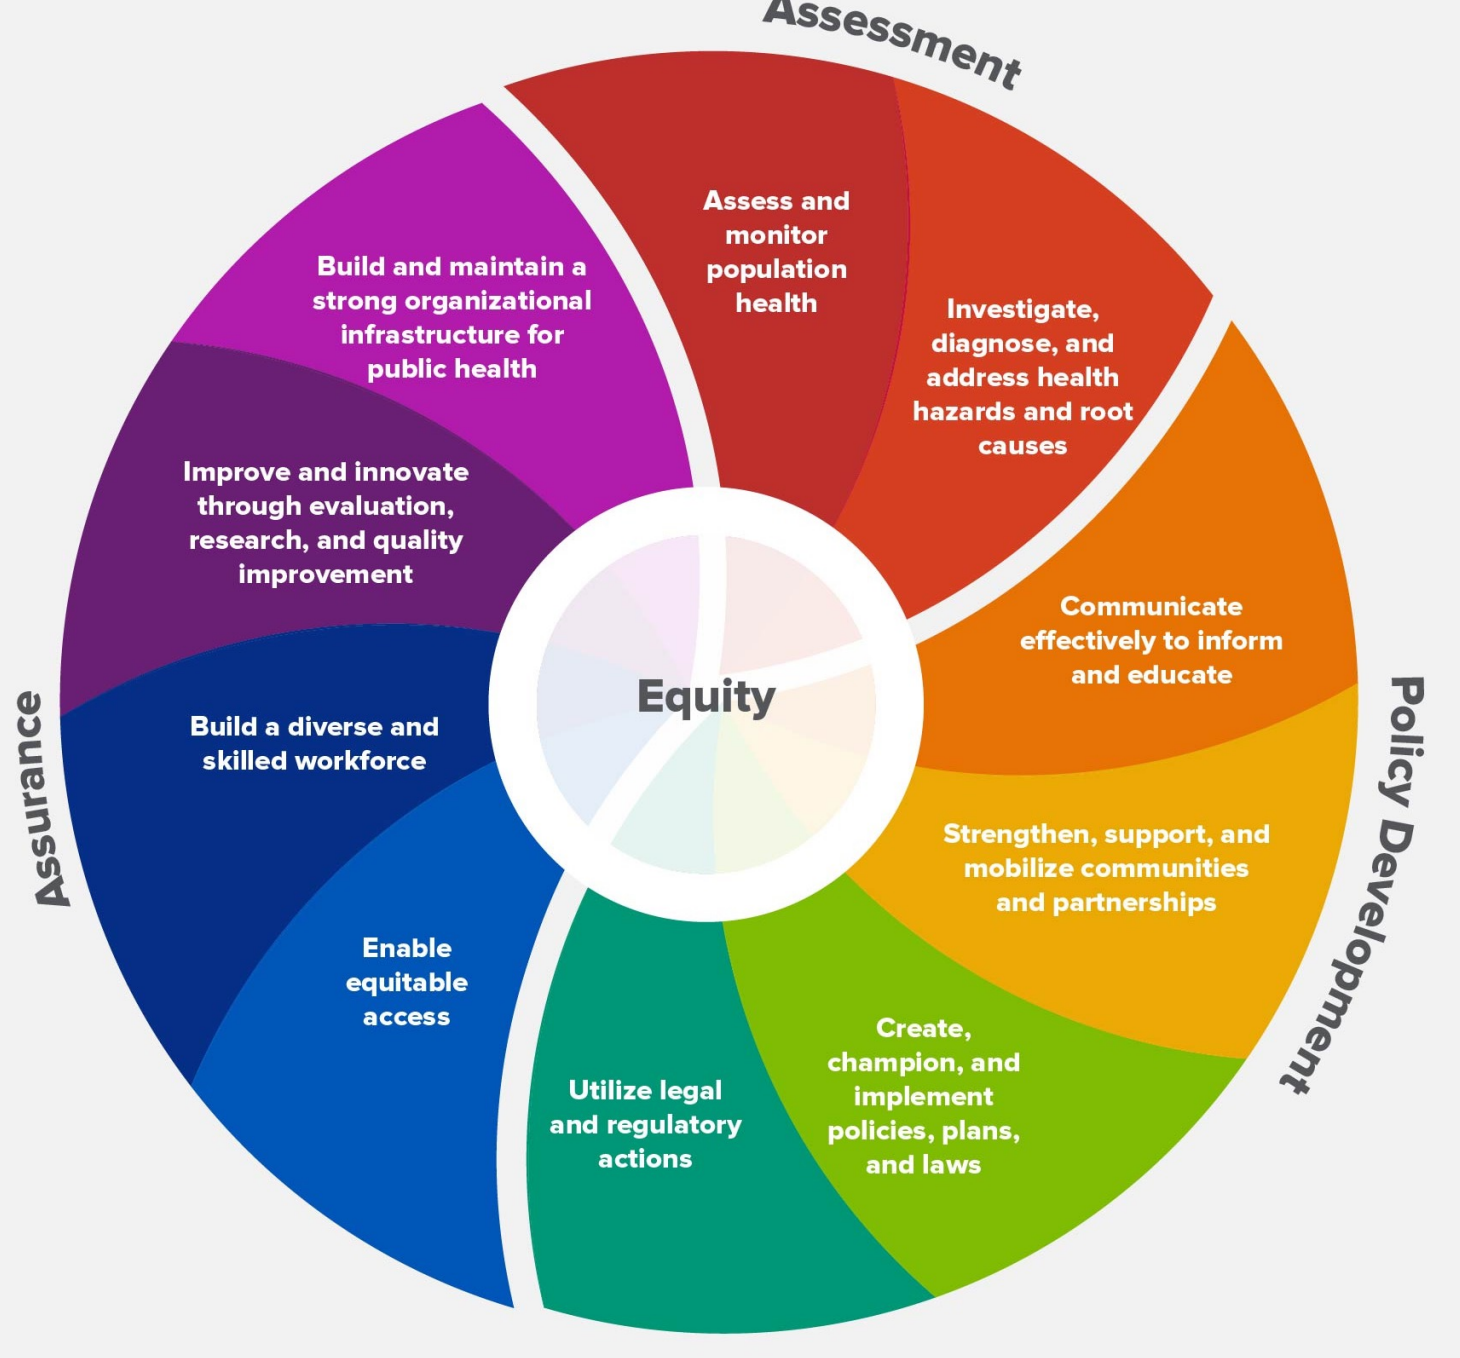 Assessment
Assess and
monitor
population
health
Investigate,
diagnose, and
address health
hazards and root
causes
Communicate
effectively to inform
and educate
Strengthen, support, and
mobilize communities
and partnerships
Policy Development
Create,
champion, and
implement
policies, plans,
and laws
Utilize legal
and regulatory
actions
Enable
equitable
access
Build a diverse and
skilled workforce
Assurance
Improve and innovate
through evaluation,
research, and quality
improvement
Build and maintain a
strong organizational
infrastructure for
public health
Equity